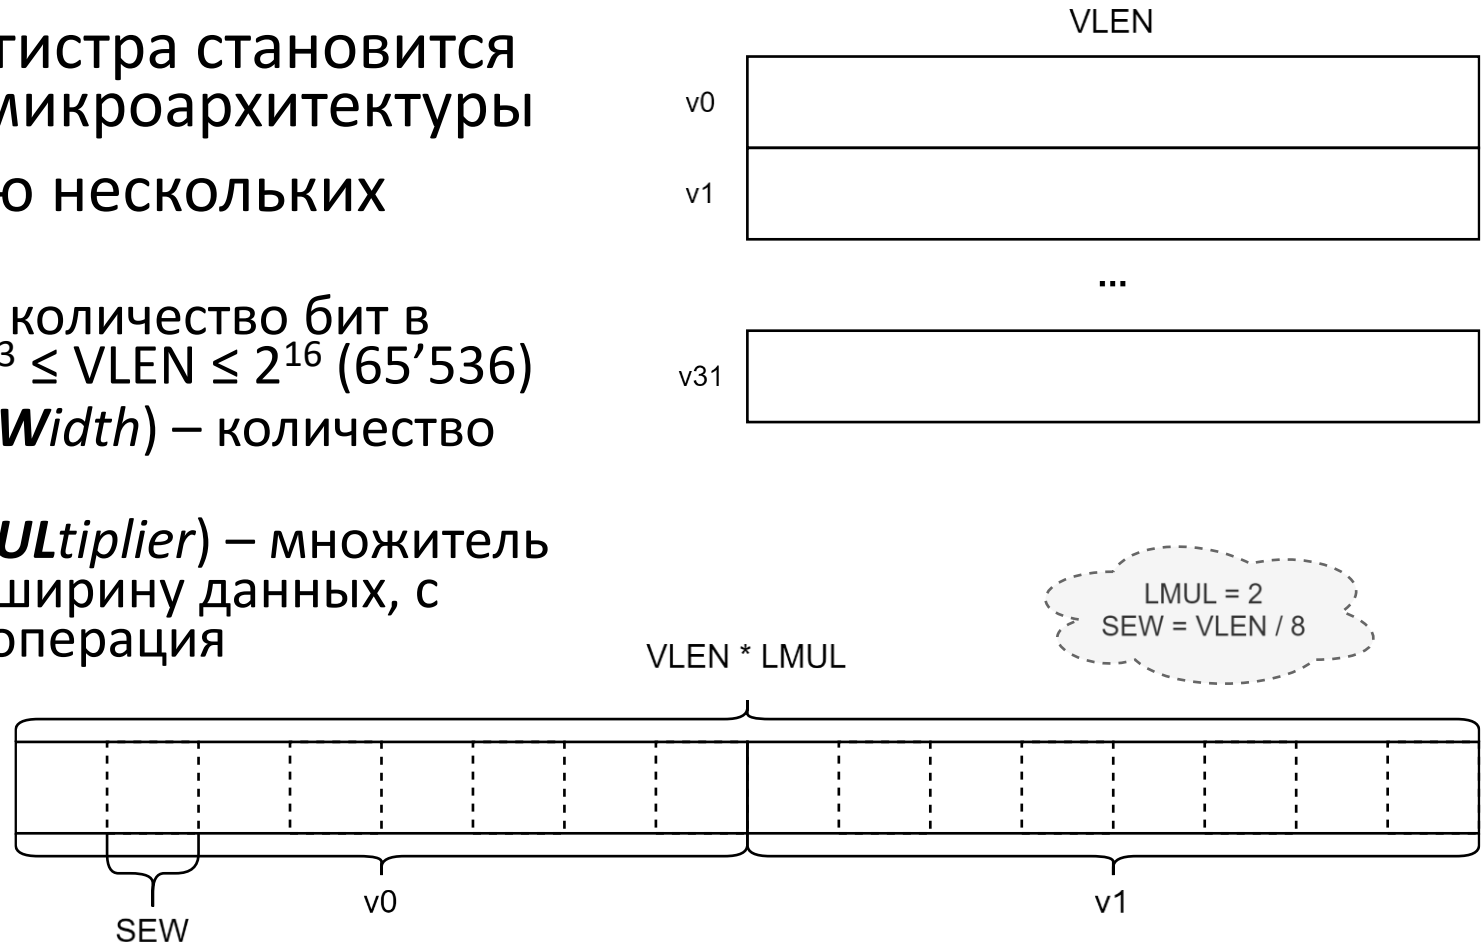 гистра становится
микроархитектуры
ю нескольких
количество бит в
³ ≤ VLEN ≤ 2¹⁶ (65’536)
Width) – количество
ULtiplier) – множитель
ширину данных, с
операция
VLEN
v0
v1
...
v31
LMUL = 2
SEW = VLEN / 8
VLEN * LMUL
v0
v1
SEW